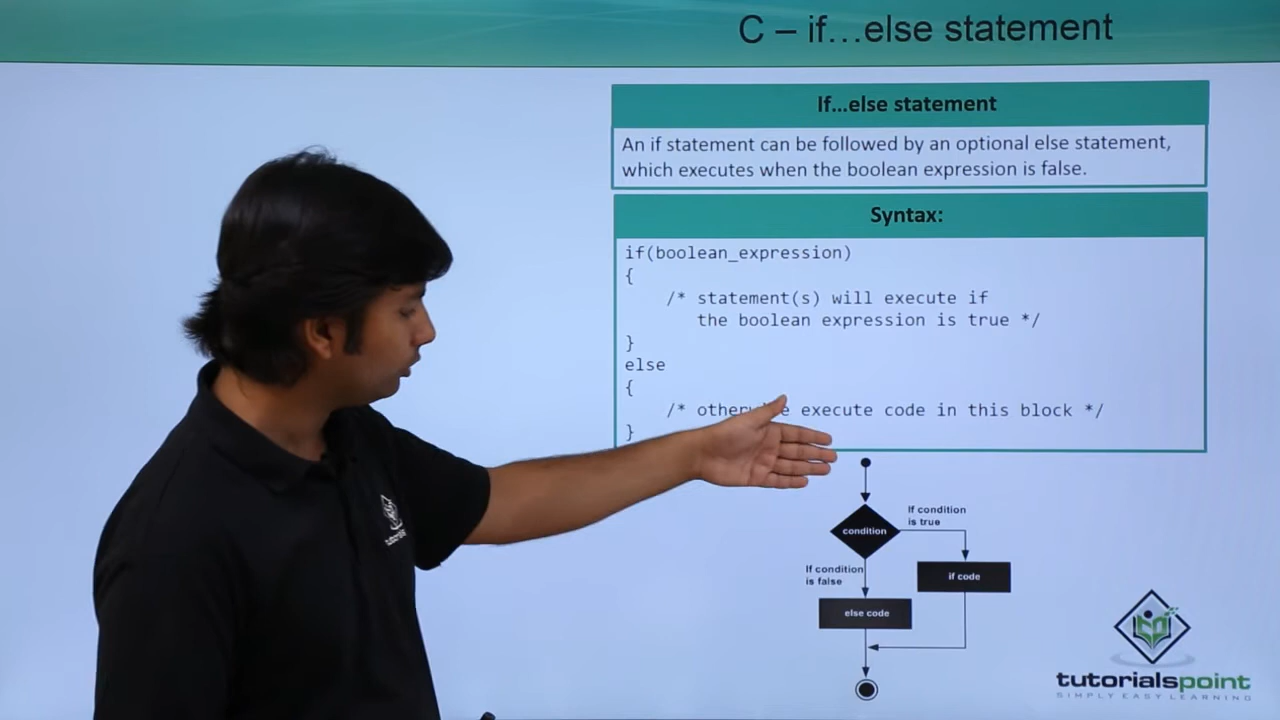 C – if...else statement
If...else statement
An if statement can be followed by an optional else statement,
which executes when the boolean expression is false.
Syntax:
if(boolean_expression)
{
/* statement(s) will execute if
the boolean expression is true */
}
else
{
/* otherwise execute code in this block */
}
If condition
is true
condition
If condition
is false
if code
else code
tutorialspoint
SIMPLY EASY LEARNING